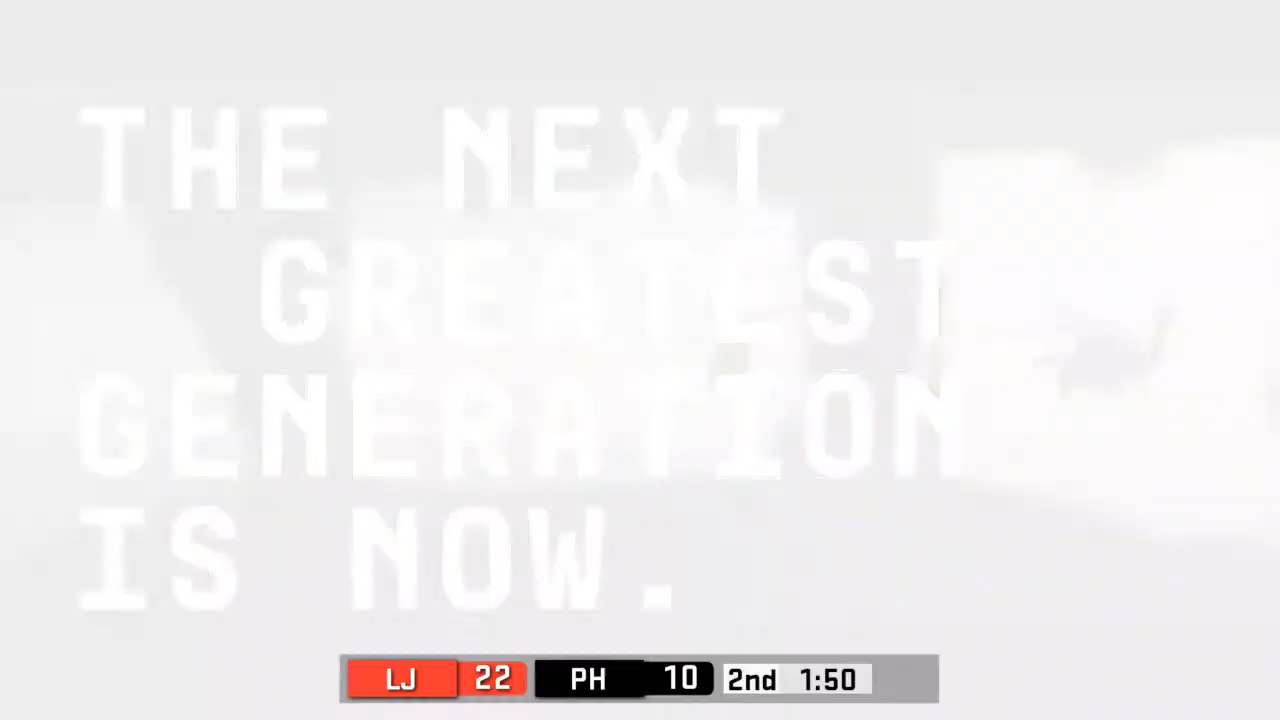 THE NEXT
GREATEST
GENERATION
IS NOW.
LJ 22 PH 10 2nd 1:50